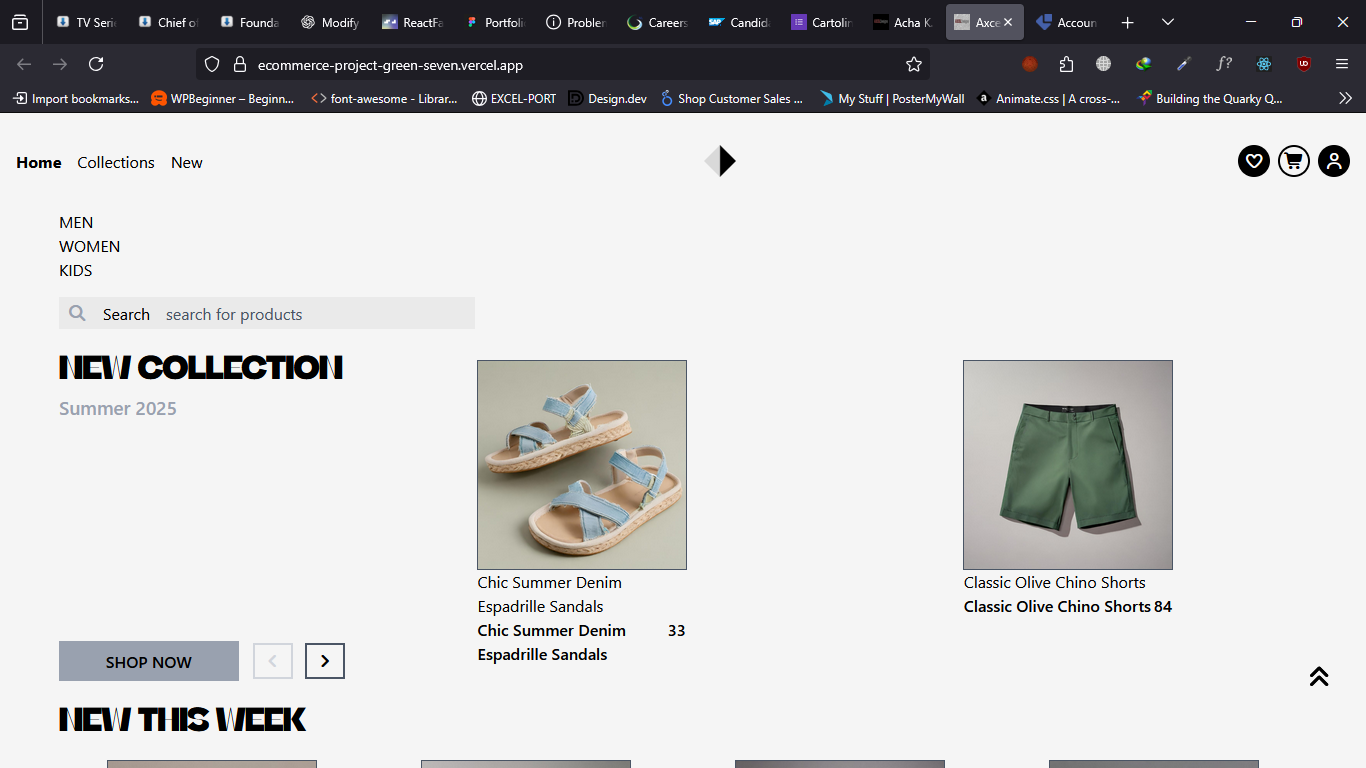 TV Seri
Chief of
Founda
Modify
ReactFa
Portfoli
Problem
Careers
Candida
Cartolin
Acha K
Axce
Accoun
ecommerce-project-green-seven.vercel.app
f?
Import bookmarks...
WPBeginner – Beginn...
font-awesome - Librar...
EXCEL-PORT
Design.dev
Shop Customer Sales ...
My Stuff | PosterMyWall
Animate.css | A cross-...
Building the Quarky Q...
Home
Collections
New
MEN
WOMEN
KIDS
Search search for products
NEW COLLECTION
Summer 2025
Chic Summer Denim
Espadrille Sandals
Chic Summer Denim 33
Espadrille Sandals
Classic Olive Chino Shorts
Classic Olive Chino Shorts 84
SHOP NOW
NEW THIS WEEK